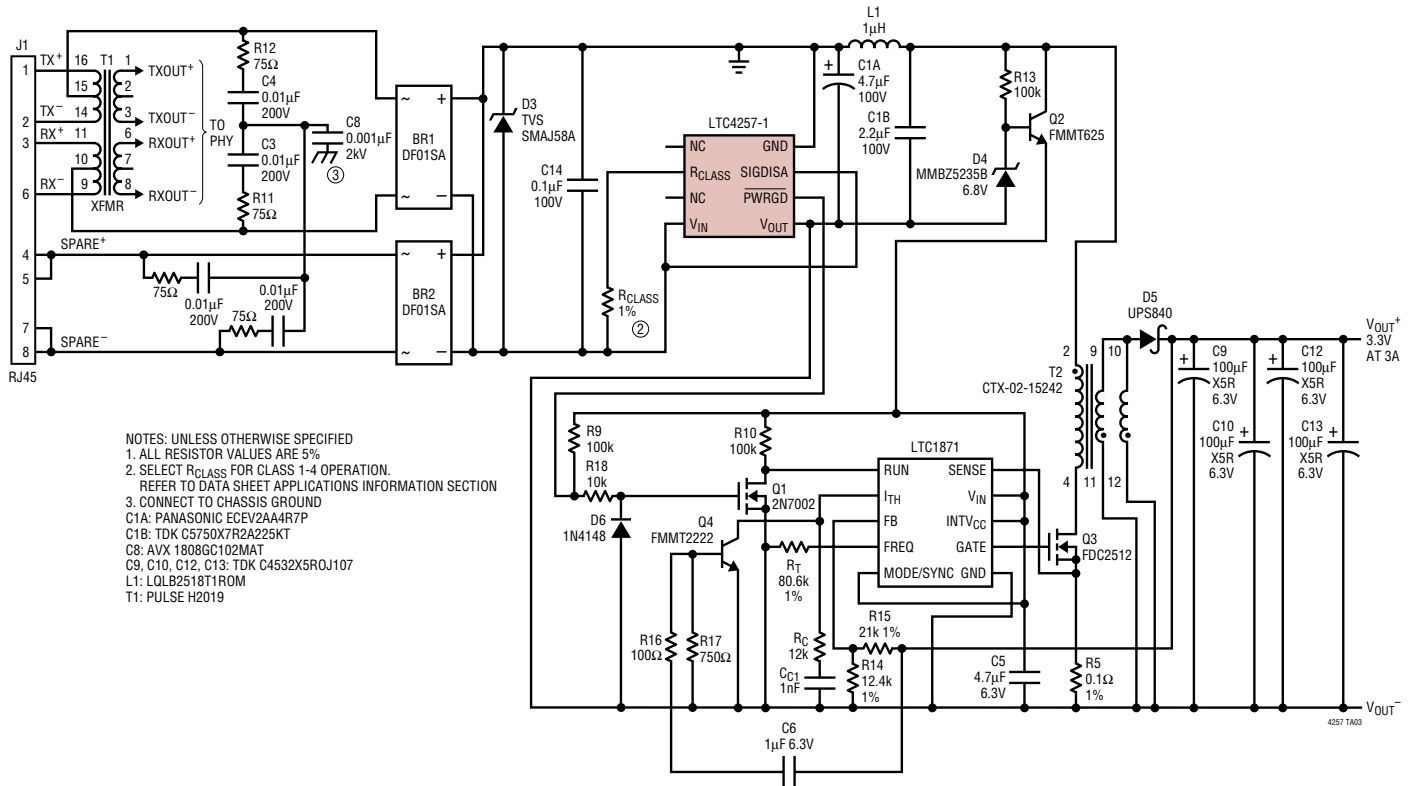 J1
TX+
1
16
T1
1
TXOUT+
15
2
TX−
2
14
3
TXOUT−
RX+
3
11
6
RXOUT+
10
7
RX−
6
9
8
RXOUT−
XFMR
TO
PHY
R12
75Ω
C4
0.01µF
200V
C3
0.01µF
200V
R11
75Ω
C8
0.001µF
2kV
3
~
+
BR1
DF01SA
~
−
SPARE+
4
5
75Ω
0.01µF
200V
0.01µF
200V
75Ω
7
8
SPARE−
RJ45
~
+
BR2
DF01SA
~
−
D3
TVS
SMAJ58A
C14
0.1µF
100V
RCLASS
1%
2
LTC4257-1
NC
GND
RCLASS
SIGDISA
NC
PWRGD
VIN
VOUT
L1
1µH
+
C1A
4.7µF
100V
C1B
2.2µF
100V
R13
100k
Q2
FMMT625
D4
MMBZ5235B
6.8V
D5
UPS840
VOUT+
3.3V
AT 3A
2
9
10
T2
CTX-02-15242
4
11
12
+
C9
100µF
X5R
6.3V
+
C12
100µF
X5R
6.3V
C10
+
100µF
X5R
6.3V
C13
+
100µF
X5R
6.3V
R9
100k
R18
10k
D6
1N4148
R10
100k
Q1
2N7002
Q4
FMMT2222
RT
80.6k
1%
LTC1871
RUN
SENSE
ITH
VIN
FB
INTVCC
FREQ
GATE
MODE/SYNC
GND
Q3
FDC2512
R16
100Ω
R17
750Ω
RC
12k
CC1
1nF
R15
21k 1%
R14
12.4k
1%
C5
4.7µF
6.3V
R5
0.1Ω
1%
VOUT−
4257 TA03
C6
1µF 6.3V
NOTES: UNLESS OTHERWISE SPECIFIED
1. ALL RESISTOR VALUES ARE 5%
2. SELECT RCLASS FOR CLASS 1-4 OPERATION.
REFER TO DATA SHEET APPLICATIONS INFORMATION SECTION
3. CONNECT TO CHASSIS GROUND
C1A: PANASONIC ECEV2AA4R7P
C1B: TDK C5750X7R2A225KT
C8: AVX 1808GC102MAT
C9, C10, C12, C13: TDK C4532X5ROJ107
L1: LQLB2518T1ROM
T1: PULSE H2019